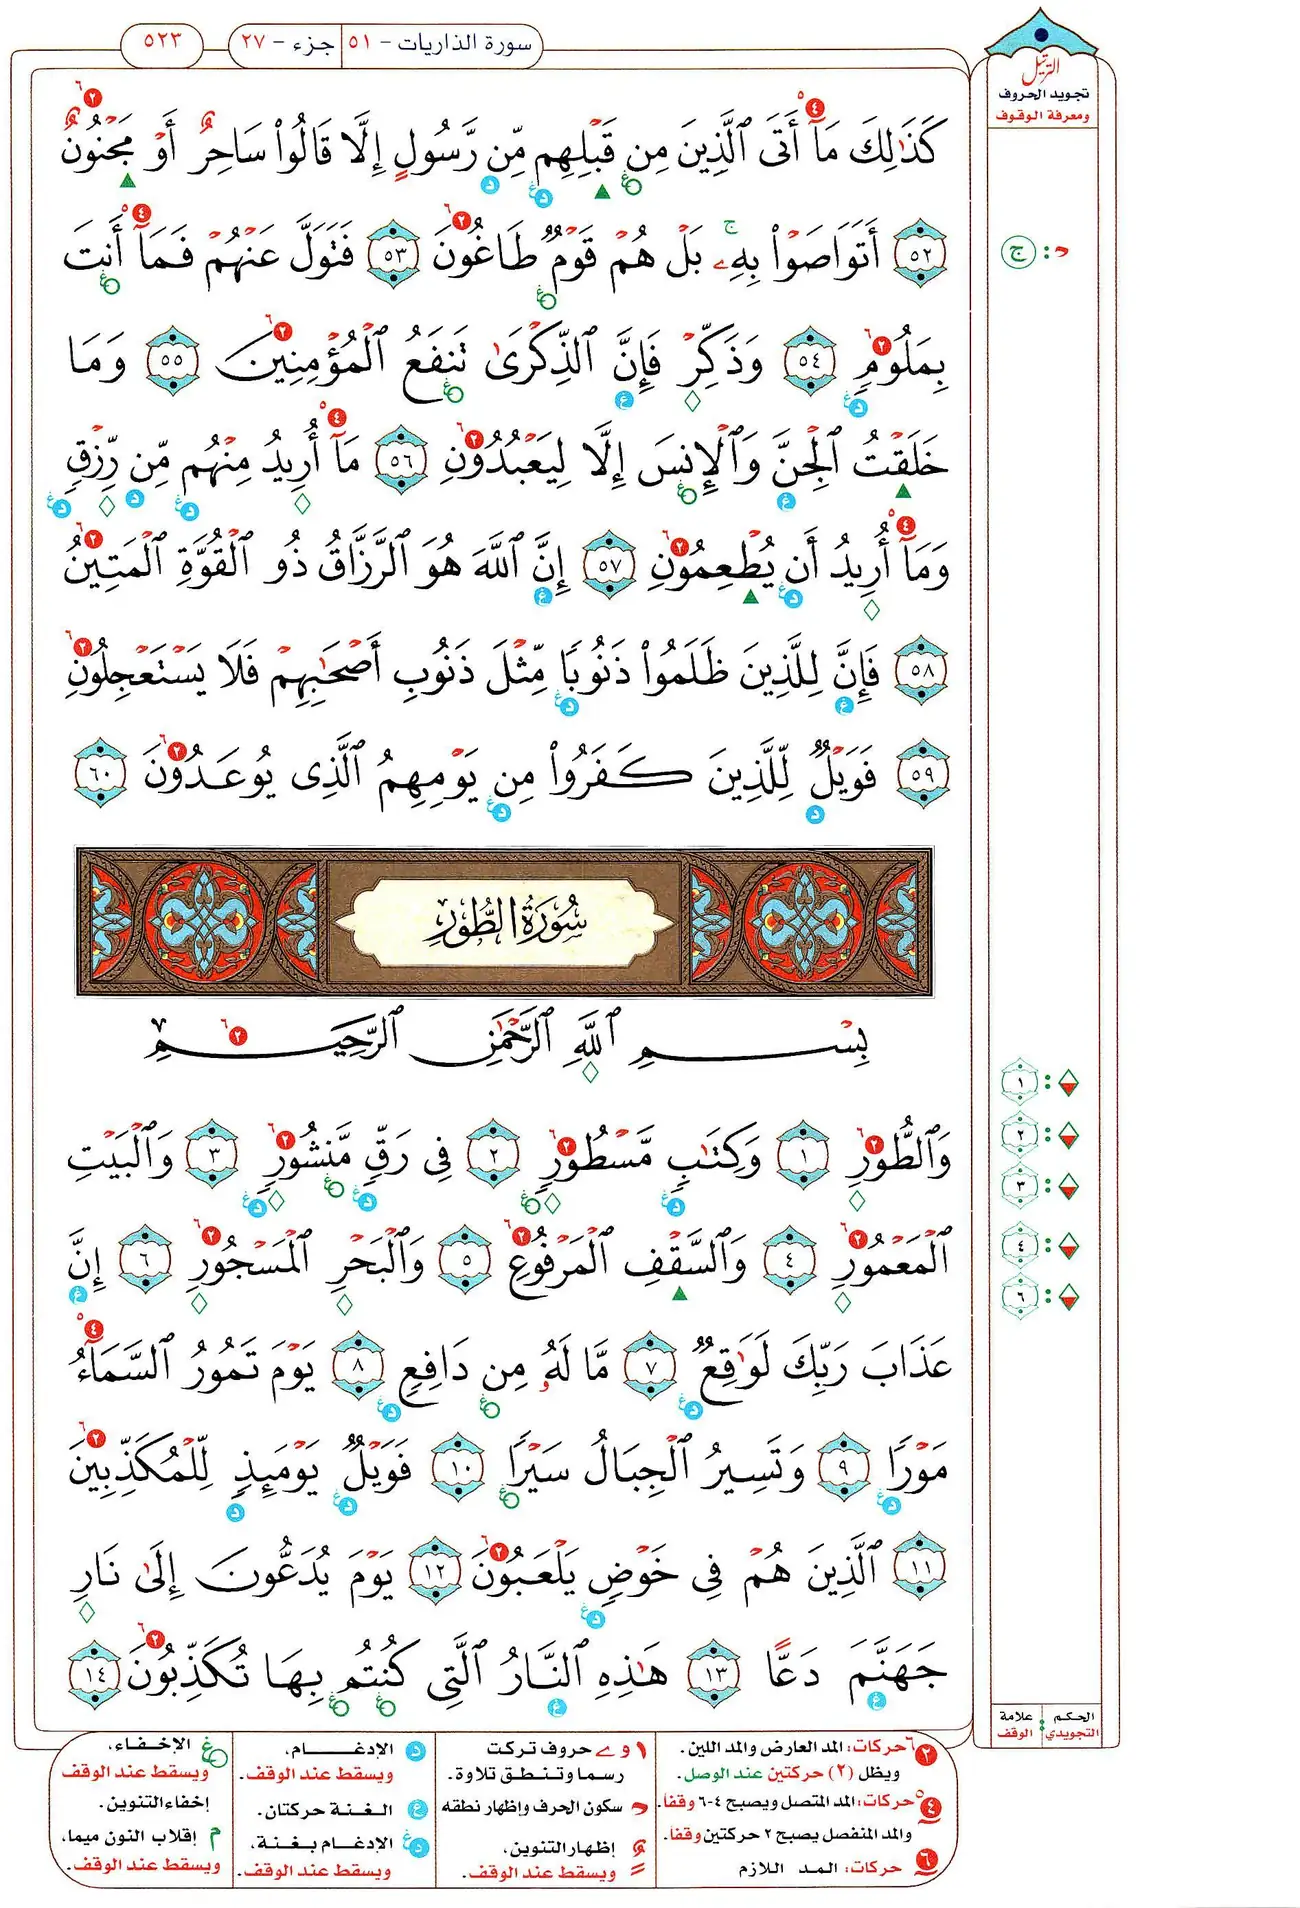 سورة الذاريات - ٥١ جزء - ٢٧ ٥٢٣
الترتيل
تجويد الحروف
ومعرفة الوقوف
كَذَٰلِكَ مَآ أَتَى ٱلَّذِينَ مِن قَبۡلِهِم مِّن رَّسُولٍ إِلَّا قَالُواْ سَاحِرٌ أَوۡ مَجۡنُونٌ
٥٢ أَتَوَاصَوۡاْ بِهِۦۚ بَلۡ هُمۡ قَوۡمٞ طَاغُونَ ٥٣ فَتَوَلَّ عَنۡهُمۡ فَمَآ أَنتَ
بِمَلُومٖ ٥٤ وَذَكِّرۡ فَإِنَّ ٱلذِّكۡرَىٰ تَنفَعُ ٱلۡمُؤۡمِنِينَ ٥٥ وَمَا
خَلَقۡتُ ٱلۡجِنَّ وَٱلۡإِنسَ إِلَّا لِيَعۡبُدُونِ ٥٦ مَآ أُرِيدُ مِنۡهُم مِّن رِّزۡقٖ
وَمَآ أُرِيدُ أَن يُطۡعِمُونِ ٥٧ إِنَّ ٱللَّهَ هُوَ ٱلرَّزَّاقُ ذُو ٱلۡقُوَّةِ ٱلۡمَتِينُ
٥٨ فَإِنَّ لِلَّذِينَ ظَلَمُواْ ذَنُوبٗا مِّثۡلَ ذَنُوبِ أَصۡحَٰبِهِمۡ فَلَا يَسۡتَعۡجِلُونِ
٥٩ فَوَيۡلٞ لِّلَّذِينَ كَفَرُواْ مِن يَوۡمِهِمُ ٱلَّذِي يُوعَدُونَ ٦٠
سُورَةُ الطُّورِ
بِسۡمِ ٱللَّهِ ٱلرَّحۡمَٰنِ ٱلرَّحِيمِ
وَٱلطُّورِ ١ وَكِتَٰبٖ مَّسۡطُورٖ ٢ فِي رَقّٖ مَّنشُورٖ ٣ وَٱلۡبَيۡتِ
ٱلۡمَعۡمُورِ ٤ وَٱلسَّقۡفِ ٱلۡمَرۡفُوعِ ٥ وَٱلۡبَحۡرِ ٱلۡمَسۡجُورِ ٦ إِنَّ
عَذَابَ رَبِّكَ لَوَٰقِعٞ ٧ مَّا لَهُۥ مِن دَافِعٖ ٨ يَوۡمَ تَمُورُ ٱلسَّمَآءُ
مَوۡرٗا ٩ وَتَسِيرُ ٱلۡجِبَالُ سَيۡرٗا ١٠ فَوَيۡلٞ يَوۡمَئِذٖ لِّلۡمُكَذِّبِينَ
١١ ٱلَّذِينَ هُمۡ فِي خَوۡضٖ يَلۡعَبُونَ ١٢ يَوۡمَ يُدَعُّونَ إِلَىٰ نَارِ
جَهَنَّمَ دَعًّا ١٣ هَٰذِهِ ٱلنَّارُ ٱلَّتِي كُنتُم بِهَا تُكَذِّبُونَ ١٤
ج
١
٢
٣
٤
٦
الحكم التجويدي : علامة الوقف
٢ ٦ حركات: المد العارض والمد اللين.
ويظل (٢) حركتين عند الوصل.
٤ ٥ حركات: المد المتصل ويصبح ٤-٦ وقفاً.
والمد المنفصل يصبح ٢ حركتين وقفاً.
٦ حركات: المد اللازم
ا و ے حروف تركت
رسما وتنطق تلاوة.
سكون الحرف وإظهار نطقه
إظهار التنوين،
ويسقط عند الوقف.
د الإدغام،
ويسقط عند الوقف.
غ الغنة حركتان.
دغ الإدغام بغنة،
ويسقط عند الوقف.
الإخفاء،
ويسقط عند الوقف
إخفاء التنوين.
م إقلاب النون ميما،
ويسقط عند الوقف.